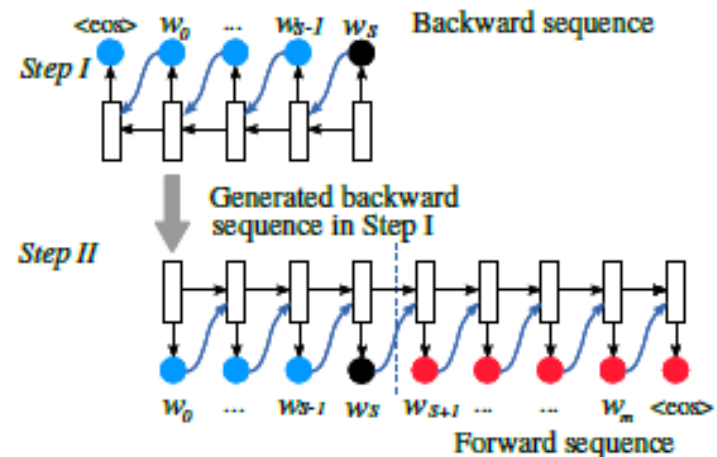 <eos> w₀ ... wₛ₋₁ wₛ Backward sequence
Step I
Generated backward
sequence in Step I
Step II
w₀ ... wₛ₋₁ wₛ wₛ₊₁ ... ... wₘ <eos>
Forward sequence